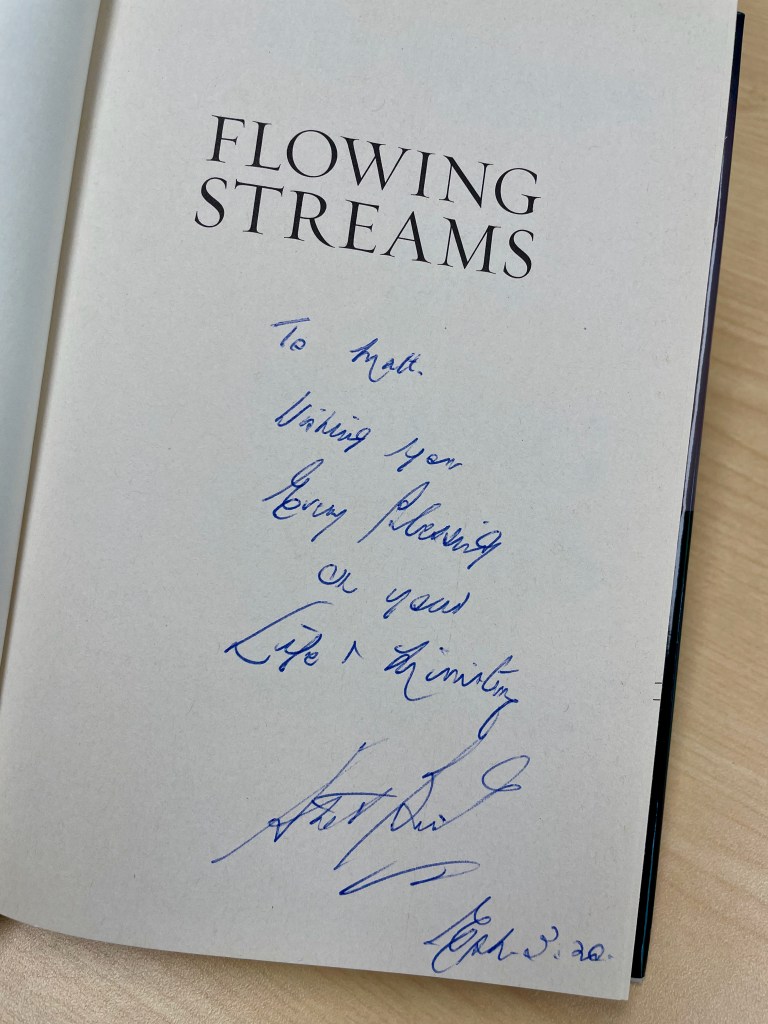 FLOWING
STREAMS
To Matt.
Wishing you
Every Blessing
on your
Life & Ministry
Eph. 3:20.